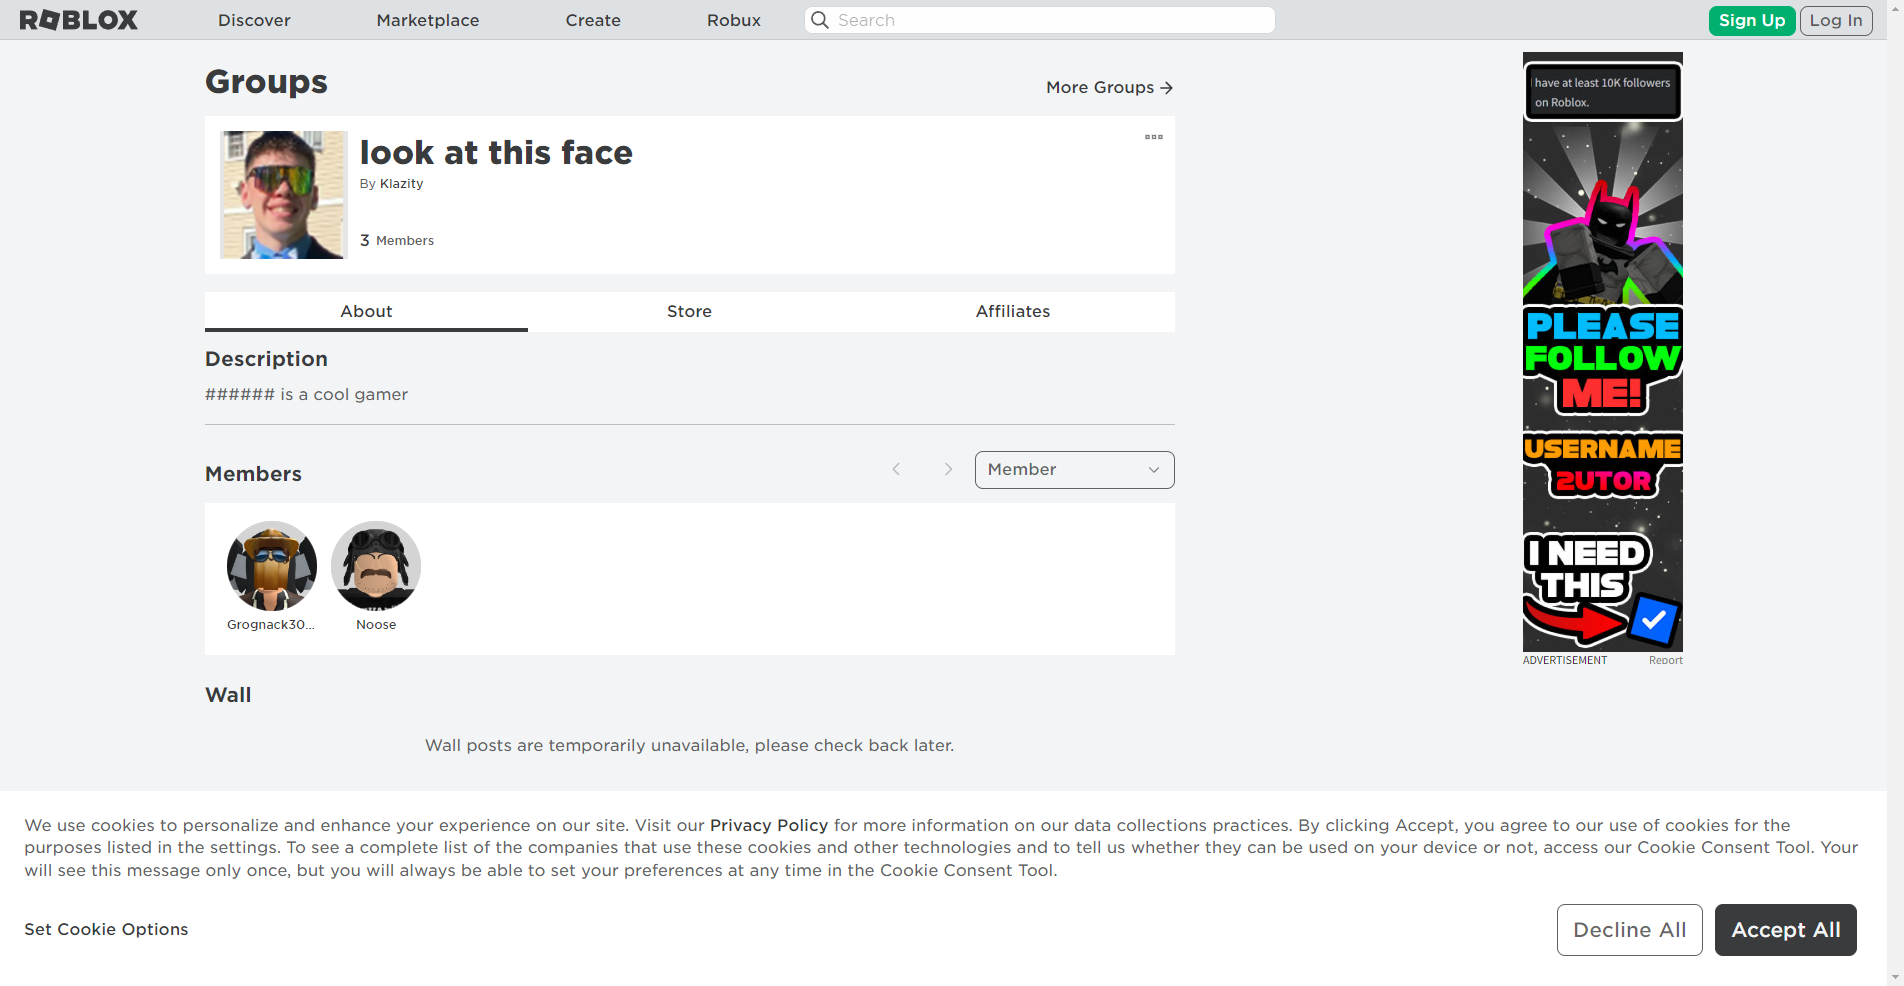 ROBLOX Discover Marketplace Create Robux Search Sign Up Log In
Groups
More Groups →
look at this face
By Klazity
3 Members
About Store Affiliates
Description
###### is a cool gamer
Members
Member
Grognack30...
Noose
Wall
Wall posts are temporarily unavailable, please check back later.
have at least 10K followers
on Roblox.
PLEASE
FOLLOW
ME!
USERNAME
2UTOR
I NEED
THIS
ADVERTISEMENT Report
We use cookies to personalize and enhance your experience on our site. Visit our Privacy Policy for more information on our data collections practices. By clicking Accept, you agree to our use of cookies for the
purposes listed in the settings. To see a complete list of the companies that use these cookies and other technologies and to tell us whether they can be used on your device or not, access our Cookie Consent Tool. Your
will see this message only once, but you will always be able to set your preferences at any time in the Cookie Consent Tool.
Set Cookie Options
Decline All
Accept All